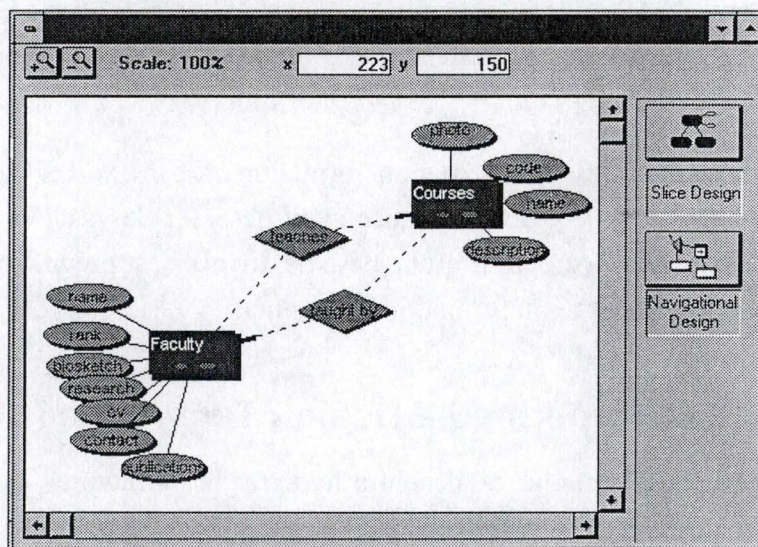 Scale: 100% x 223 y 150
photo
code
Courses
name
description
teaches
taught by
name
rank
Faculty
biosketch
research
cv
contact
publications
Slice Design
Navigational
Design